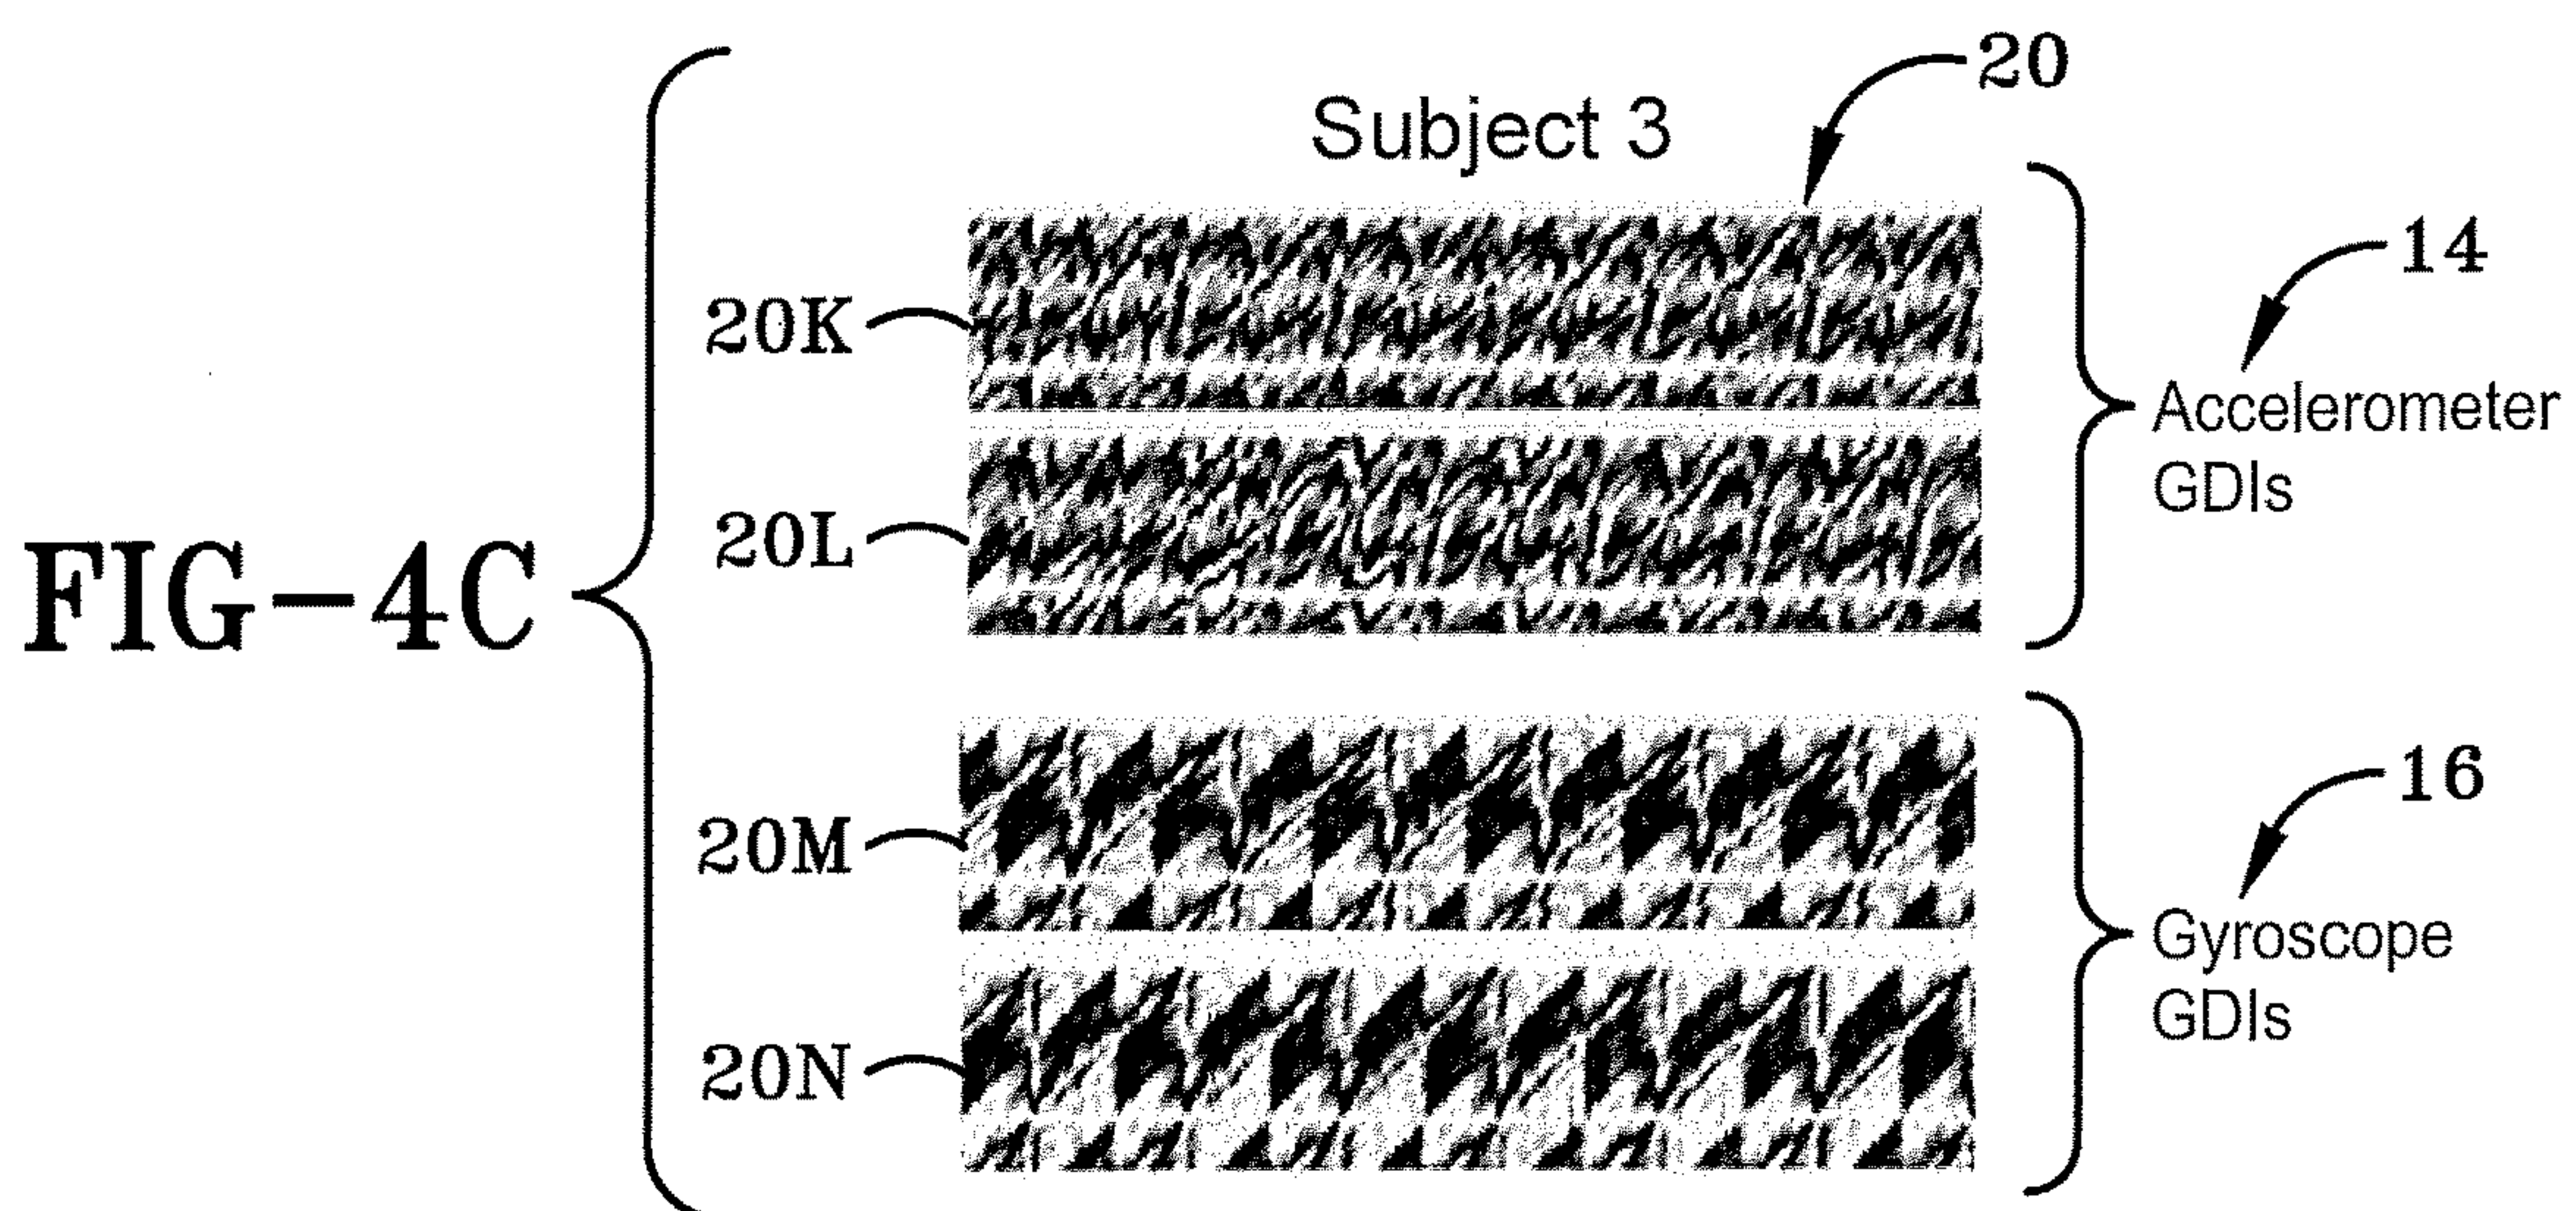 20
Subject 3
14
20K
Accelerometer
GDIs
20L
FIG-4C
16
20M
Gyroscope
GDIs
20N